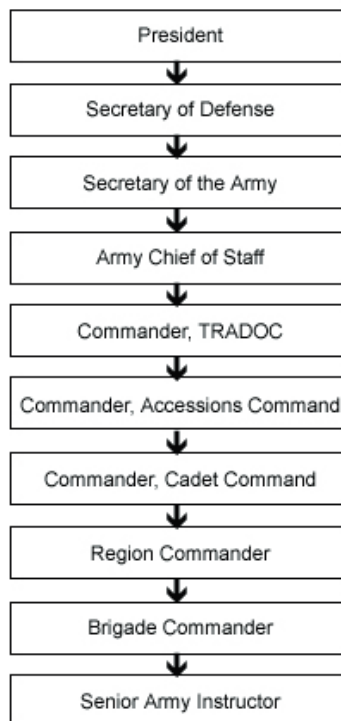 President
Secretary of Defense
Secretary of the Army
Army Chief of Staff
Commander, TRADOC
Commander, Accessions Command
Commander, Cadet Command
Region Commander
Brigade Commander
Senior Army Instructor